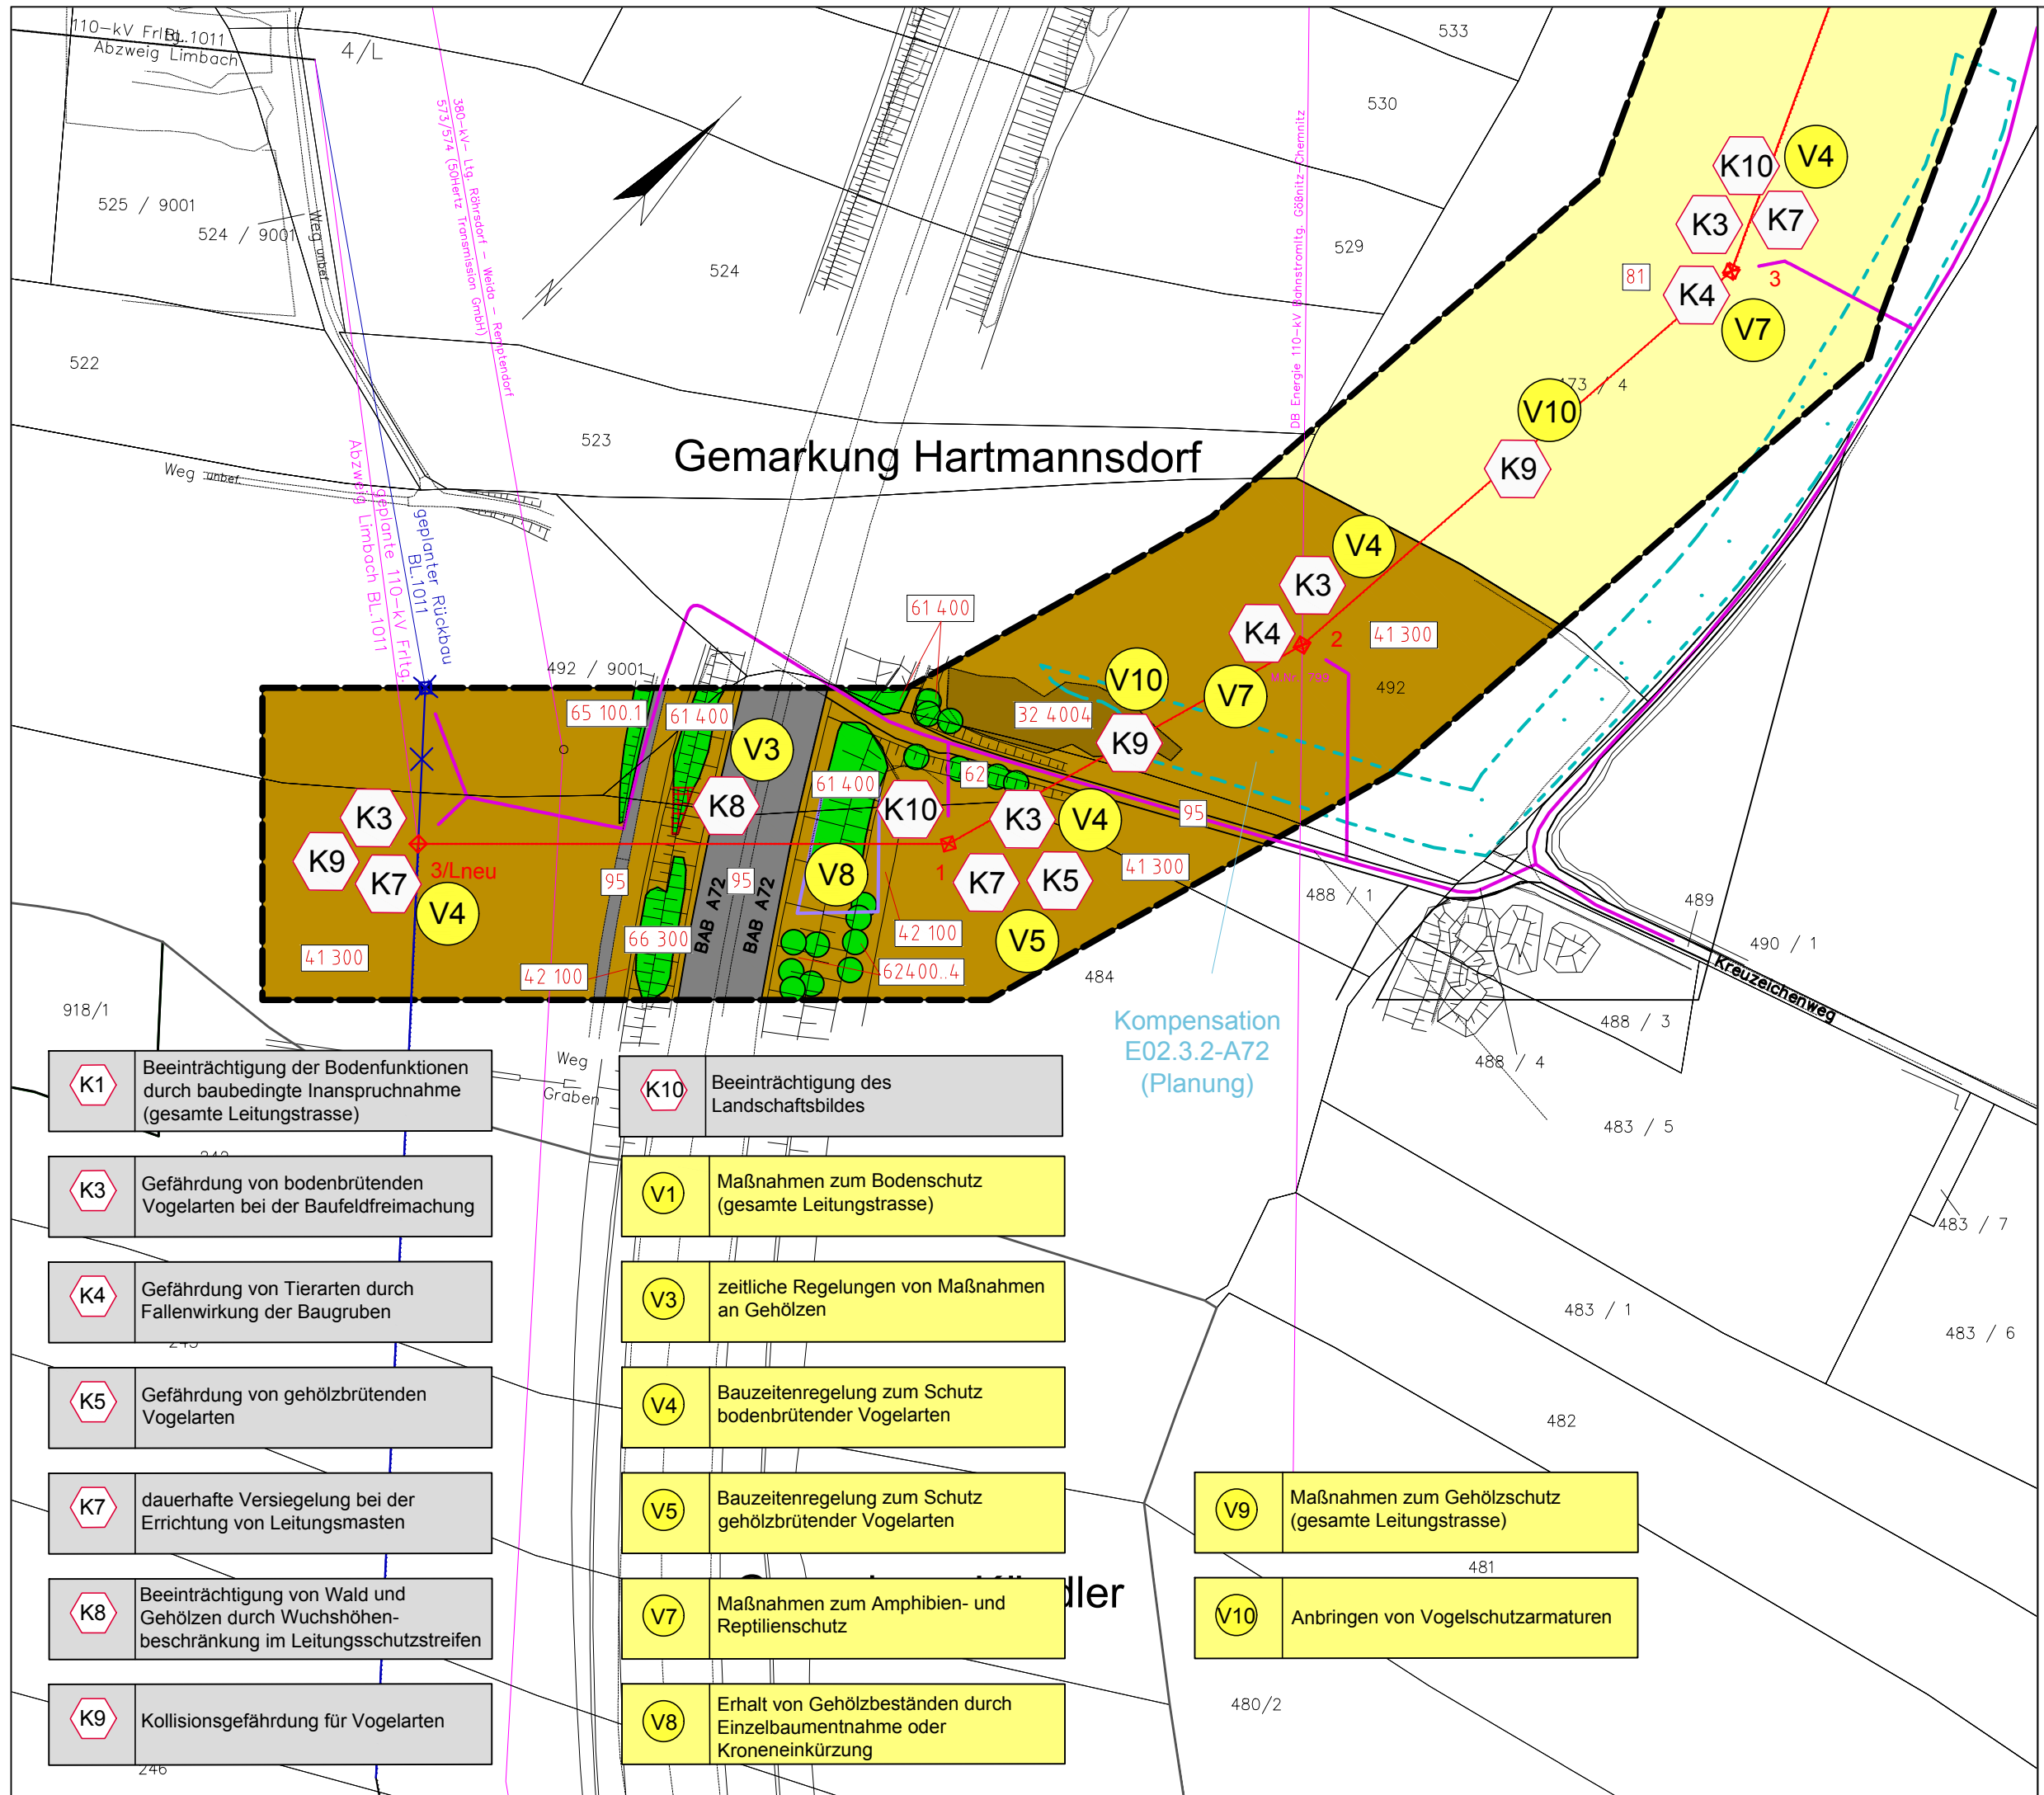 110-kV Frltg.
BL.1011
Abzweig Limbach
4/L
380-kV- Ltg. Röhrsdorf - Weida - Remptendorf
573/574 (50Hertz Transmission GmbH)
DB Energie 110-kV Bahnstromltg. Gößnitz-Chemnitz
533
530
529
525 / 9001
524 / 9001
Weg unbef.
524
522
523
Weg unbef.
Gemarkung Hartmannsdorf
geplante 110-kV Frltg.
Abzweig Limbach BL.1011
geplanter Rückbau
BL.1011
K10
V4
K3
K7
81
K4
3
V7
V10
473 / 4
K9
V4
K3
K4
2
41 300
M.Nr. 799
492
V7
V10
61 400
492 / 9001
65 100.1
61 400
V3
32 4004
K9
61 400
62
K8
K10
K3
V4
95
K3
K9
K7
3/Lneu
V4
95
95
V8
1
K7
K5
41 300
BAB A72
BAB A72
66 300
42 100
V5
41 300
42 100
62400..4
484
488 / 1
489
490 / 1
Kreuzeichenweg
488 / 3
488 / 4
483 / 5
483 / 7
483 / 1
483 / 6
482
481
480/2
918/1
Weg
Graben
246
Kompensation
E02.3.2-A72
(Planung)
dler
K1
Beeinträchtigung der Bodenfunktionen
durch baubedingte Inanspruchnahme
(gesamte Leitungstrasse)
K3
Gefährdung von bodenbrütenden
Vogelarten bei der Baufeldfreimachung
K4
Gefährdung von Tierarten durch
Fallenwirkung der Baugruben
K5
Gefährdung von gehölzbrütenden
Vogelarten
K7
dauerhafte Versiegelung bei der
Errichtung von Leitungsmasten
K8
Beeinträchtigung von Wald und
Gehölzen durch Wuchshöhen-
beschränkung im Leitungsschutzstreifen
K9
Kollisionsgefährdung für Vogelarten
K10
Beeinträchtigung des
Landschaftsbildes
V1
Maßnahmen zum Bodenschutz
(gesamte Leitungstrasse)
V3
zeitliche Regelungen von Maßnahmen
an Gehölzen
V4
Bauzeitenregelung zum Schutz
bodenbrütender Vogelarten
V5
Bauzeitenregelung zum Schutz
gehölzbrütender Vogelarten
V7
Maßnahmen zum Amphibien- und
Reptilienschutz
V8
Erhalt von Gehölzbeständen durch
Einzelbaumentnahme oder
Kroneneinkürzung
V9
Maßnahmen zum Gehölzschutz
(gesamte Leitungstrasse)
V10
Anbringen von Vogelschutzarmaturen